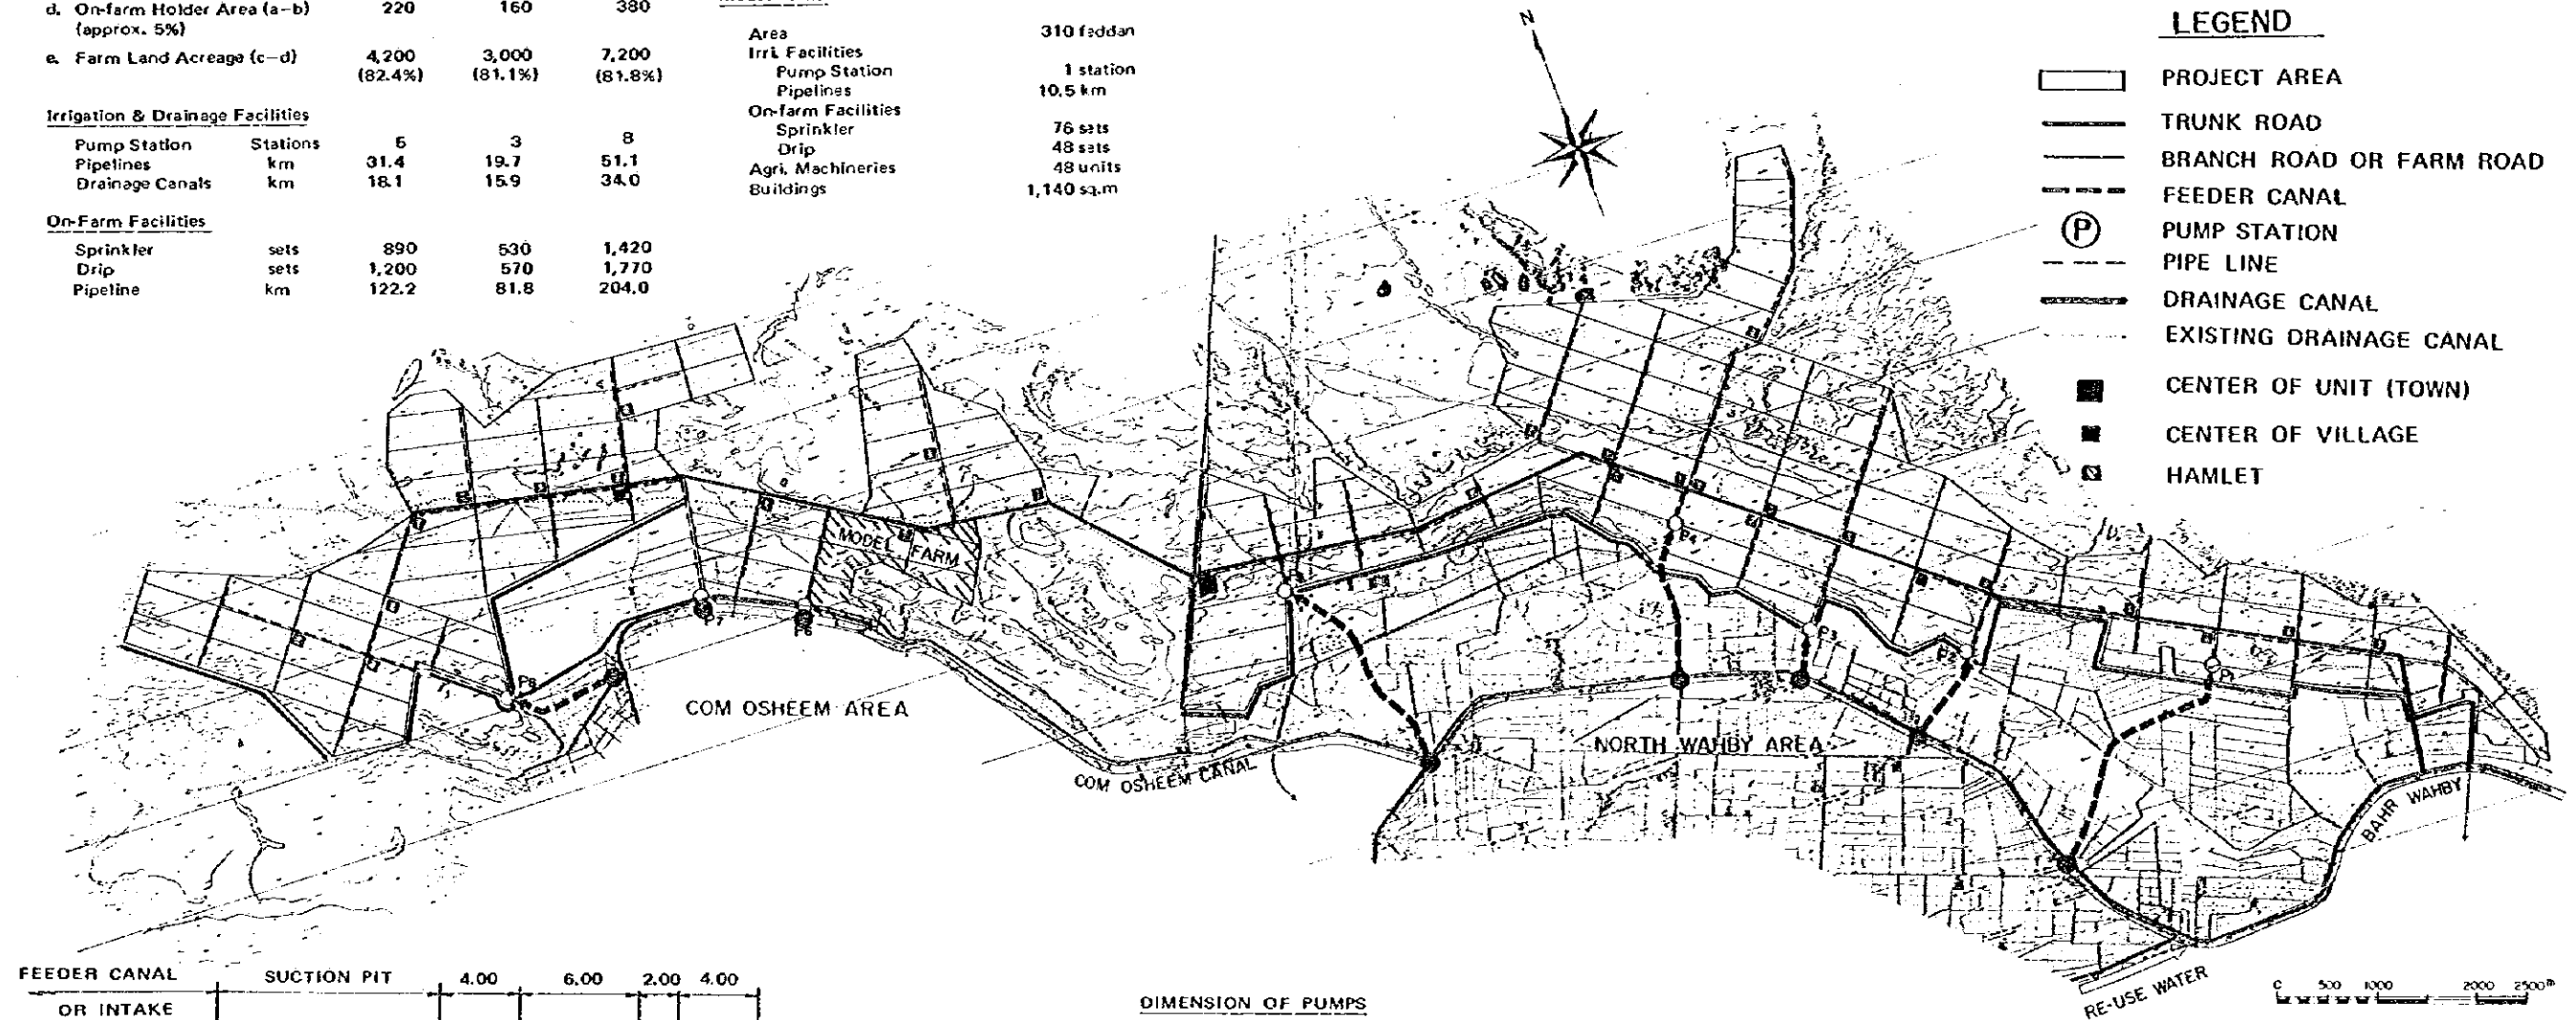 d. On-farm Holder Area (a-b) 220 160 380
(approx. 5%)
e. Farm Land Acreage (c-d) 4,200 3,000 7,200
(82.4%) (81.1%) (81.8%)
Irrigation & Drainage Facilities
Pump Station Stations 5 3 8
Pipelines km 31.4 19.7 51.1
Drainage Canals km 18.1 15.9 34.0
On-Farm Facilities
Sprinkler sets 890 530 1,420
Drip sets 1,200 570 1,770
Pipeline km 122.2 81.8 204.0
Area 310 feddan
Irri. Facilities
Pump Station 1 station
Pipelines 10.5 km
On-farm Facilities
Sprinkler 76 sets
Drip 48 sets
Agri. Machineries 48 units
Buildings 1,140 sq.m
N
LEGEND
PROJECT AREA
TRUNK ROAD
BRANCH ROAD OR FARM ROAD
FEEDER CANAL
P PUMP STATION
PIPE LINE
DRAINAGE CANAL
EXISTING DRAINAGE CANAL
CENTER OF UNIT (TOWN)
CENTER OF VILLAGE
HAMLET
MODEL FARM
P4
P7
P6
P3
P2
P1
P8
COM OSHEEM AREA
NORTH WAHBY AREA
COM OSHEEM CANAL
BAHR WAHBY
RE-USE WATER
0 500 1000 2000 2500m
FEEDER CANAL SUCTION PIT 4.00 6.00 2.00 4.00
OR INTAKE
DIMENSION OF PUMPS